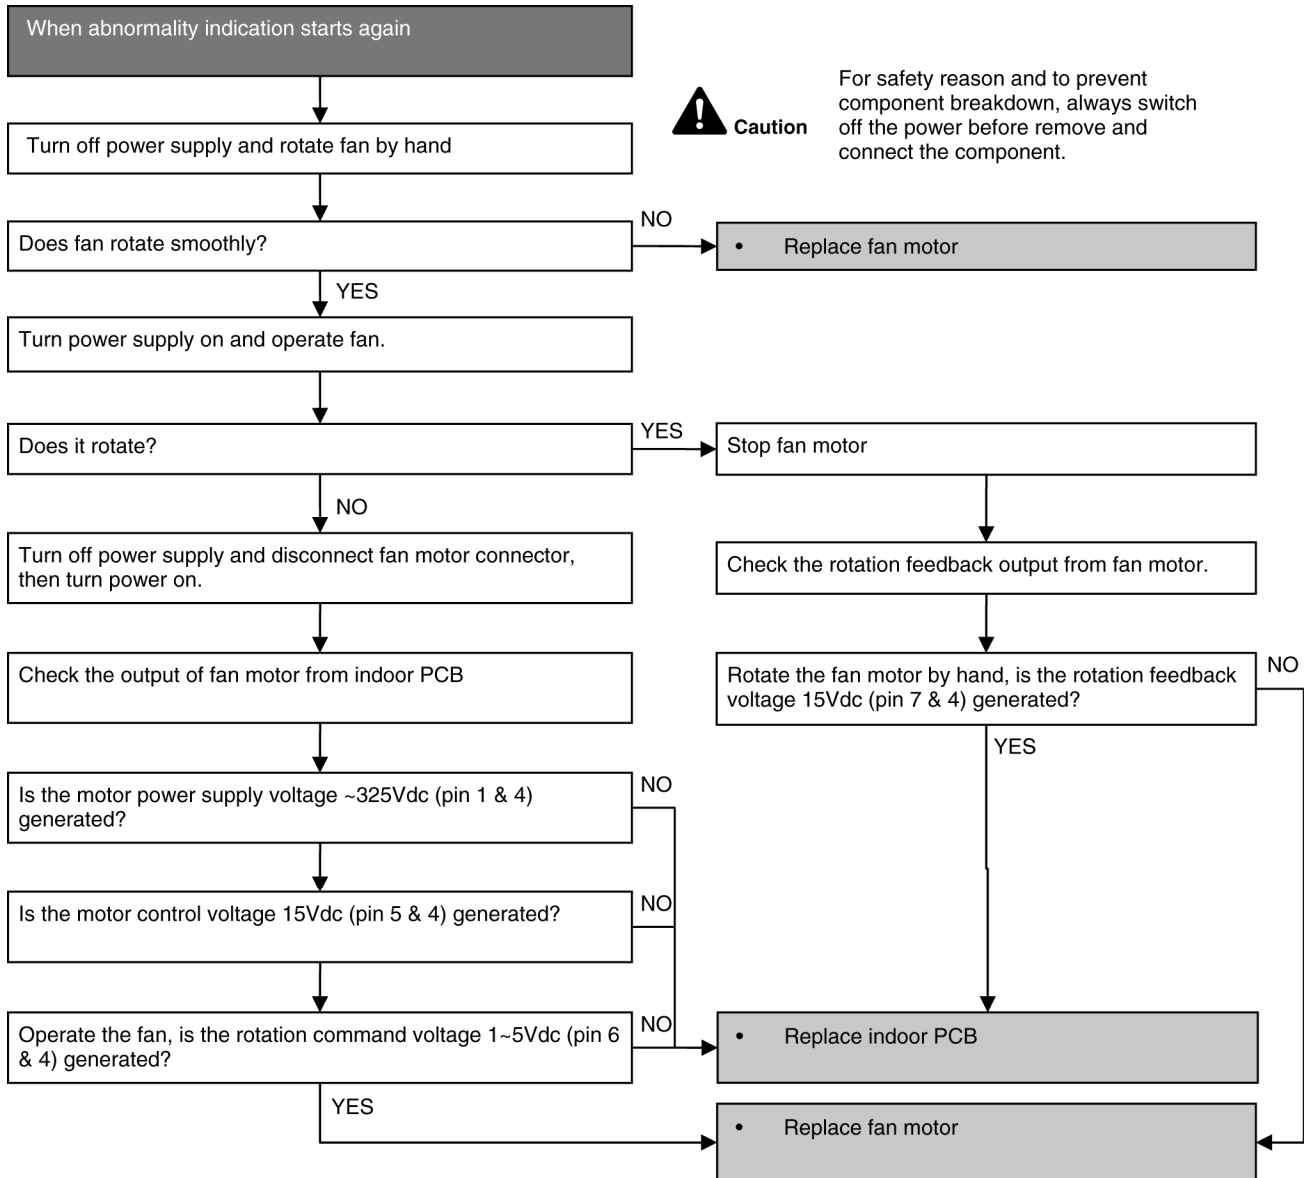 When abnormality indication starts again
For safety reason and to prevent
component breakdown, always switch
off the power before remove and
connect the component.
Caution
Turn off power supply and rotate fan by hand
Does fan rotate smoothly?
NO
• Replace fan motor
YES
Turn power supply on and operate fan.
Does it rotate?
YES
Stop fan motor
NO
Turn off power supply and disconnect fan motor connector,
then turn power on.
Check the rotation feedback output from fan motor.
Check the output of fan motor from indoor PCB
Rotate the fan motor by hand, is the rotation feedback
voltage 15Vdc (pin 7 & 4) generated?
NO
YES
Is the motor power supply voltage ~325Vdc (pin 1 & 4)
generated?
NO
Is the motor control voltage 15Vdc (pin 5 & 4) generated?
NO
Operate the fan, is the rotation command voltage 1~5Vdc (pin 6
& 4) generated?
NO
• Replace indoor PCB
YES
• Replace fan motor